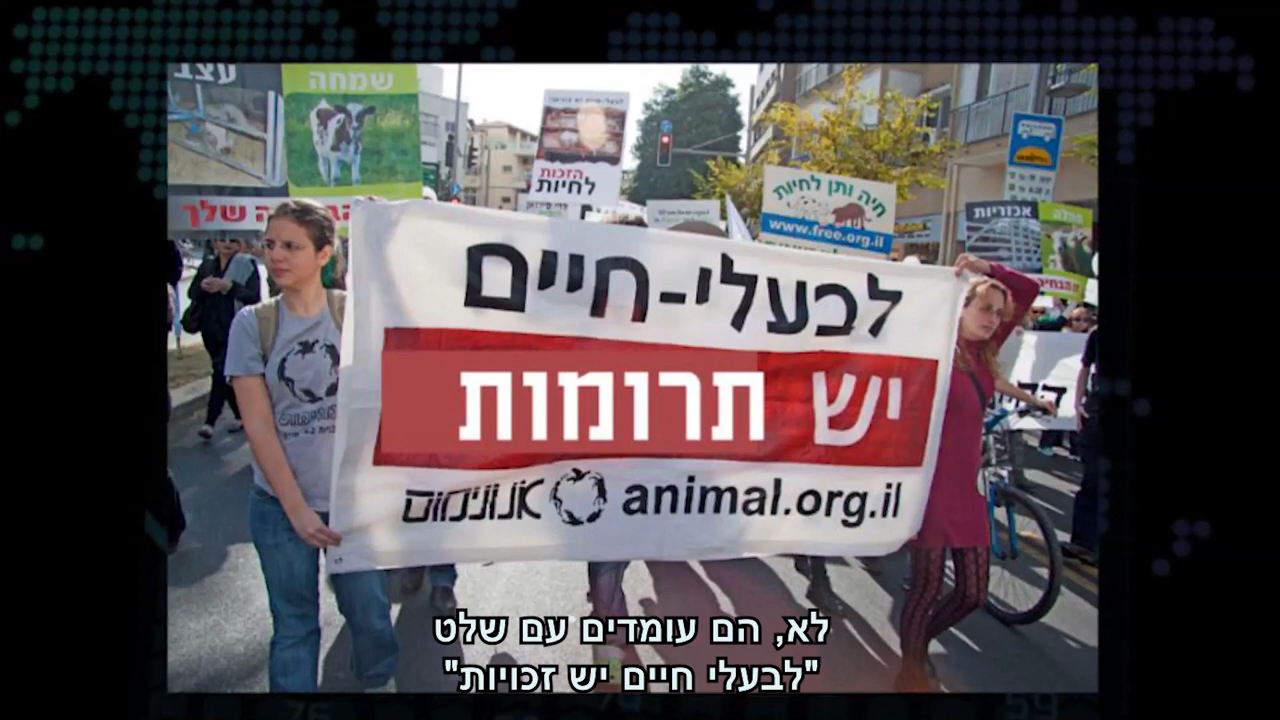 עצב
שמחה
הזכות
לחיות
חיה ותן לחיות
www.free.org.il
אכזריות
שלך
לבעלי-חיים
יש תרומות
אנונימוס animal.org.il
לא, הם עומדים עם שלט
"לבעלי חיים יש זכויות"